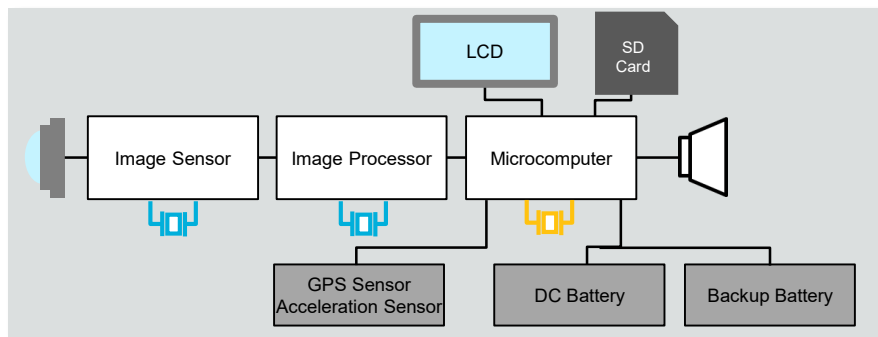 LCD
SD
Card
Image Sensor
Image Processor
Microcomputer
GPS Sensor
Acceleration Sensor
DC Battery
Backup Battery